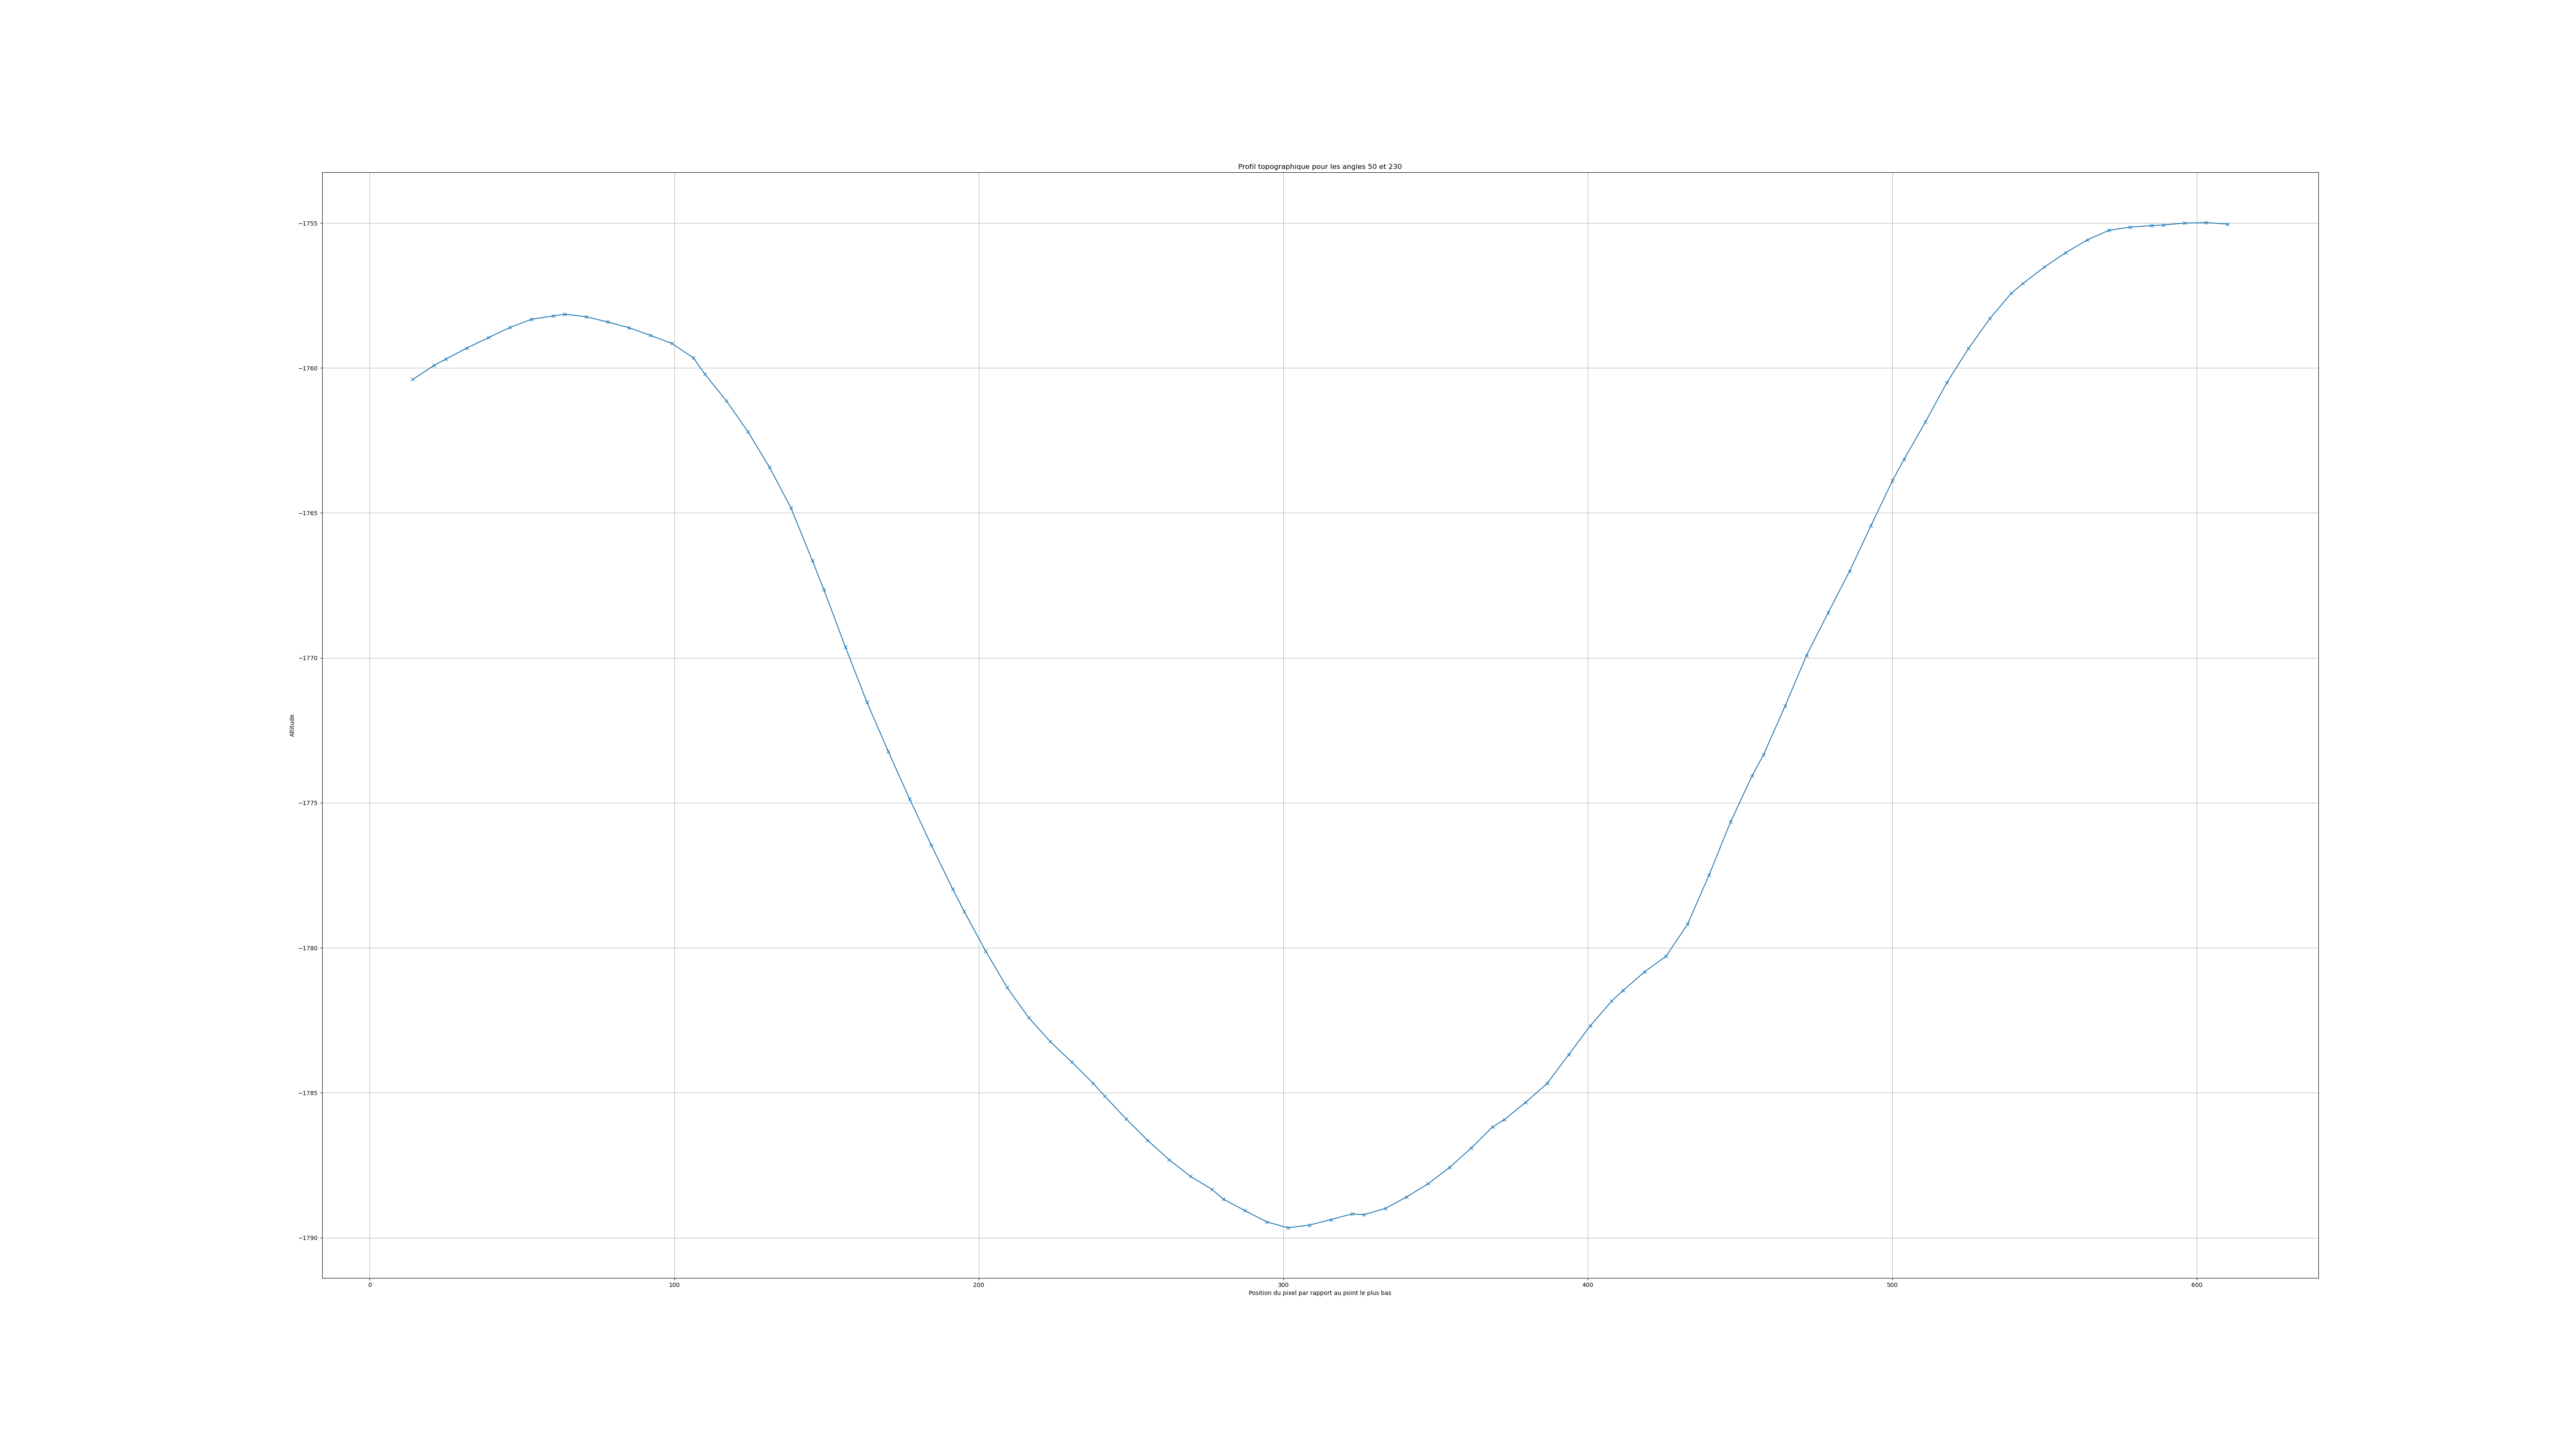 Profil topographique pour les angles 50 et 230
−1755
−1760
−1765
−1770
−1775
−1780
−1785
−1790
Altitude
0 100 200 300 400 500 600
Position du pixel par rapport au point le plus bas